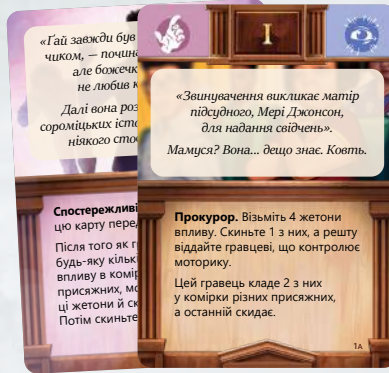 «Ґай завжди був
чиком, — почина
але божечк
не любив
Далі вона роз
сороміцьких істо
ніякого сто
Спостережливі
цю карту перед
Після того як
будь-яку кількі
впливу в комір
присяжних, мо
ці жетони й ск
Потім скиньте
I
«Звинувачення викликає матір
підсудного, Мері Джонсон,
для надання свідчень».
Мамуся? Вона... дещо знає. Ковть.
Прокурор. Візьміть 4 жетони
впливу. Скиньте 1 з них, а решту
віддайте гравцеві, що контролює
моторику.
Цей гравець кладе 2 з них
у комірки різних присяжних,
а останній скидає.
1A